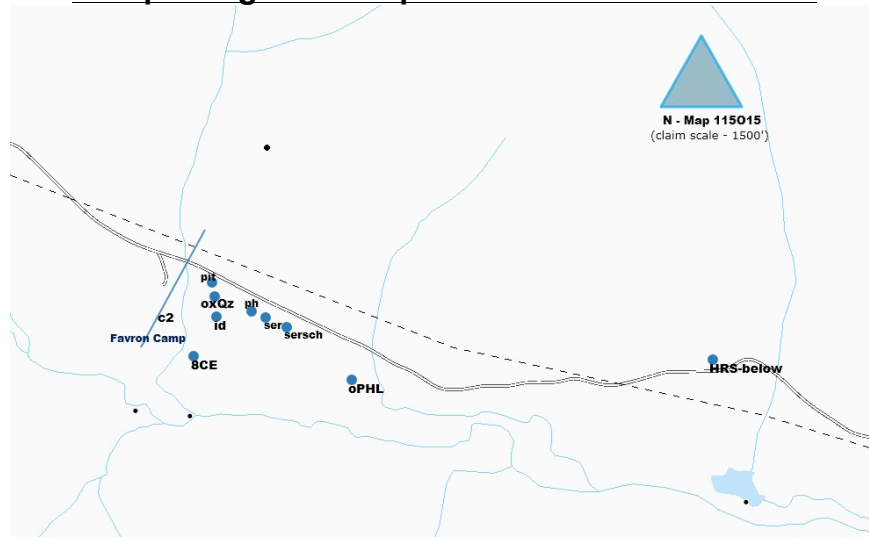 N - Map 115O15
(claim scale - 1500')
pit
oxQz
ph
c2
id
ser
sersch
Favron Camp
8CE
HRS-below
oPHL